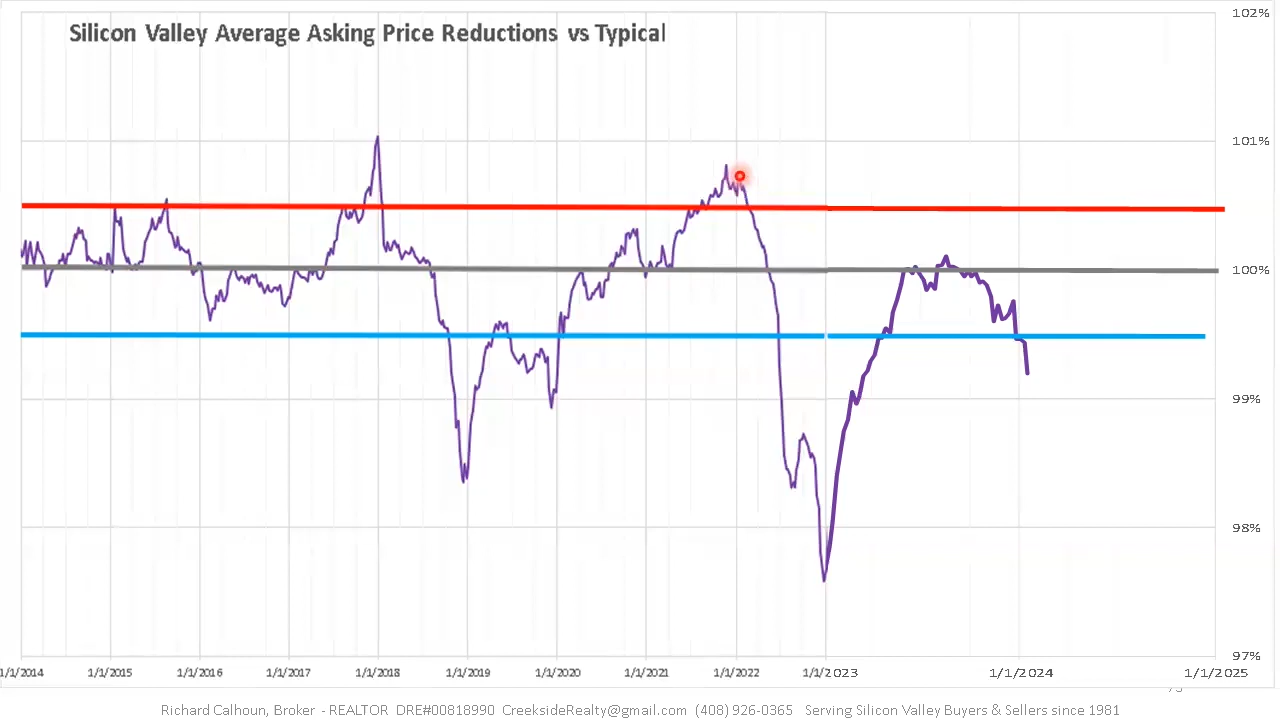 Silicon Valley Average Asking Price Reductions vs Typical
102%
101%
100%
99%
98%
97%
1/1/2014 1/1/2015 1/1/2016 1/1/2017 1/1/2018 1/1/2019 1/1/2020 1/1/2021 1/1/2022 1/1/2023 1/1/2024 1/1/2025
Richard Calhoun, Broker - REALTOR DRE#00818990 CreeksideRealty@gmail.com (408) 926-0365 Serving Silicon Valley Buyers & Sellers since 1981